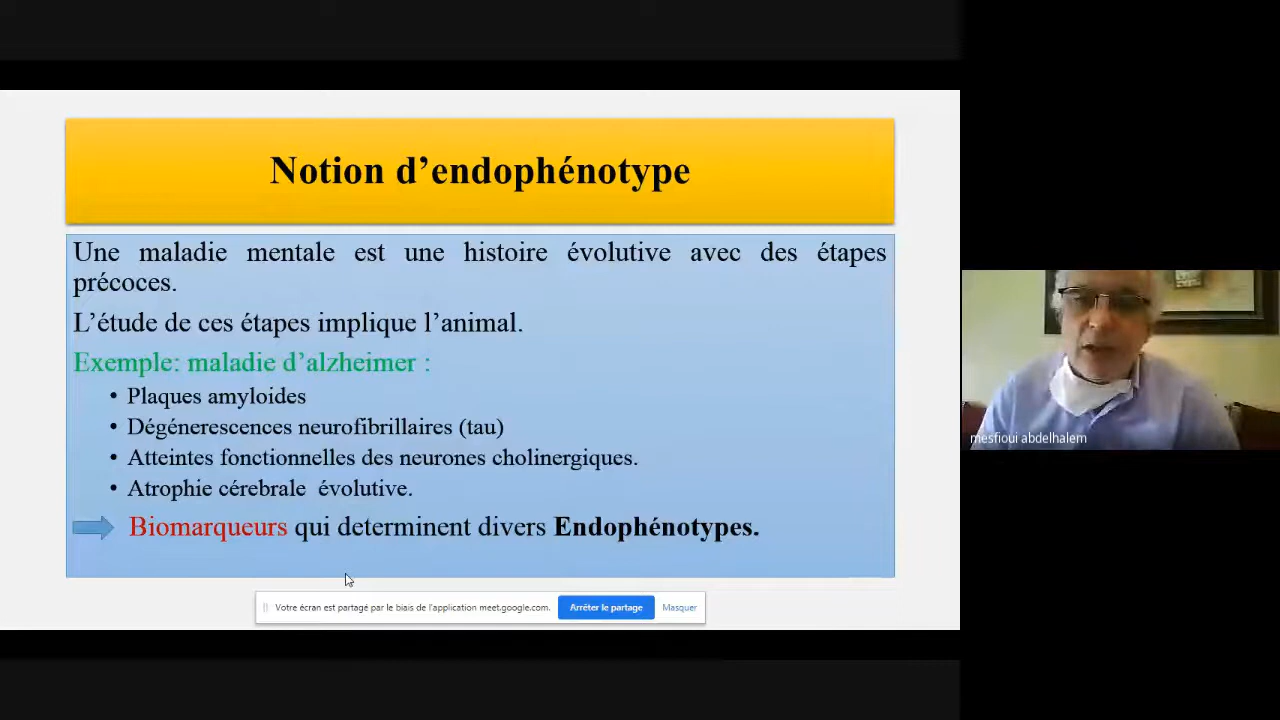 Notion d’endophénotype
Une maladie mentale est une histoire évolutive avec des étapes
précoces.
L’étude de ces étapes implique l’animal.
Exemple: maladie d’alzheimer :
• Plaques amyloides
• Dégénerescences neurofibrillaires (tau)
• Atteintes fonctionnelles des neurones cholinergiques.
• Atrophie cérébrale évolutive.
Biomarqueurs qui determinent divers Endophénotypes.
Votre écran est partagé par le biais de l'application meet.google.com.
Arrêter le partage
Masquer
mesfioui abdelhalem